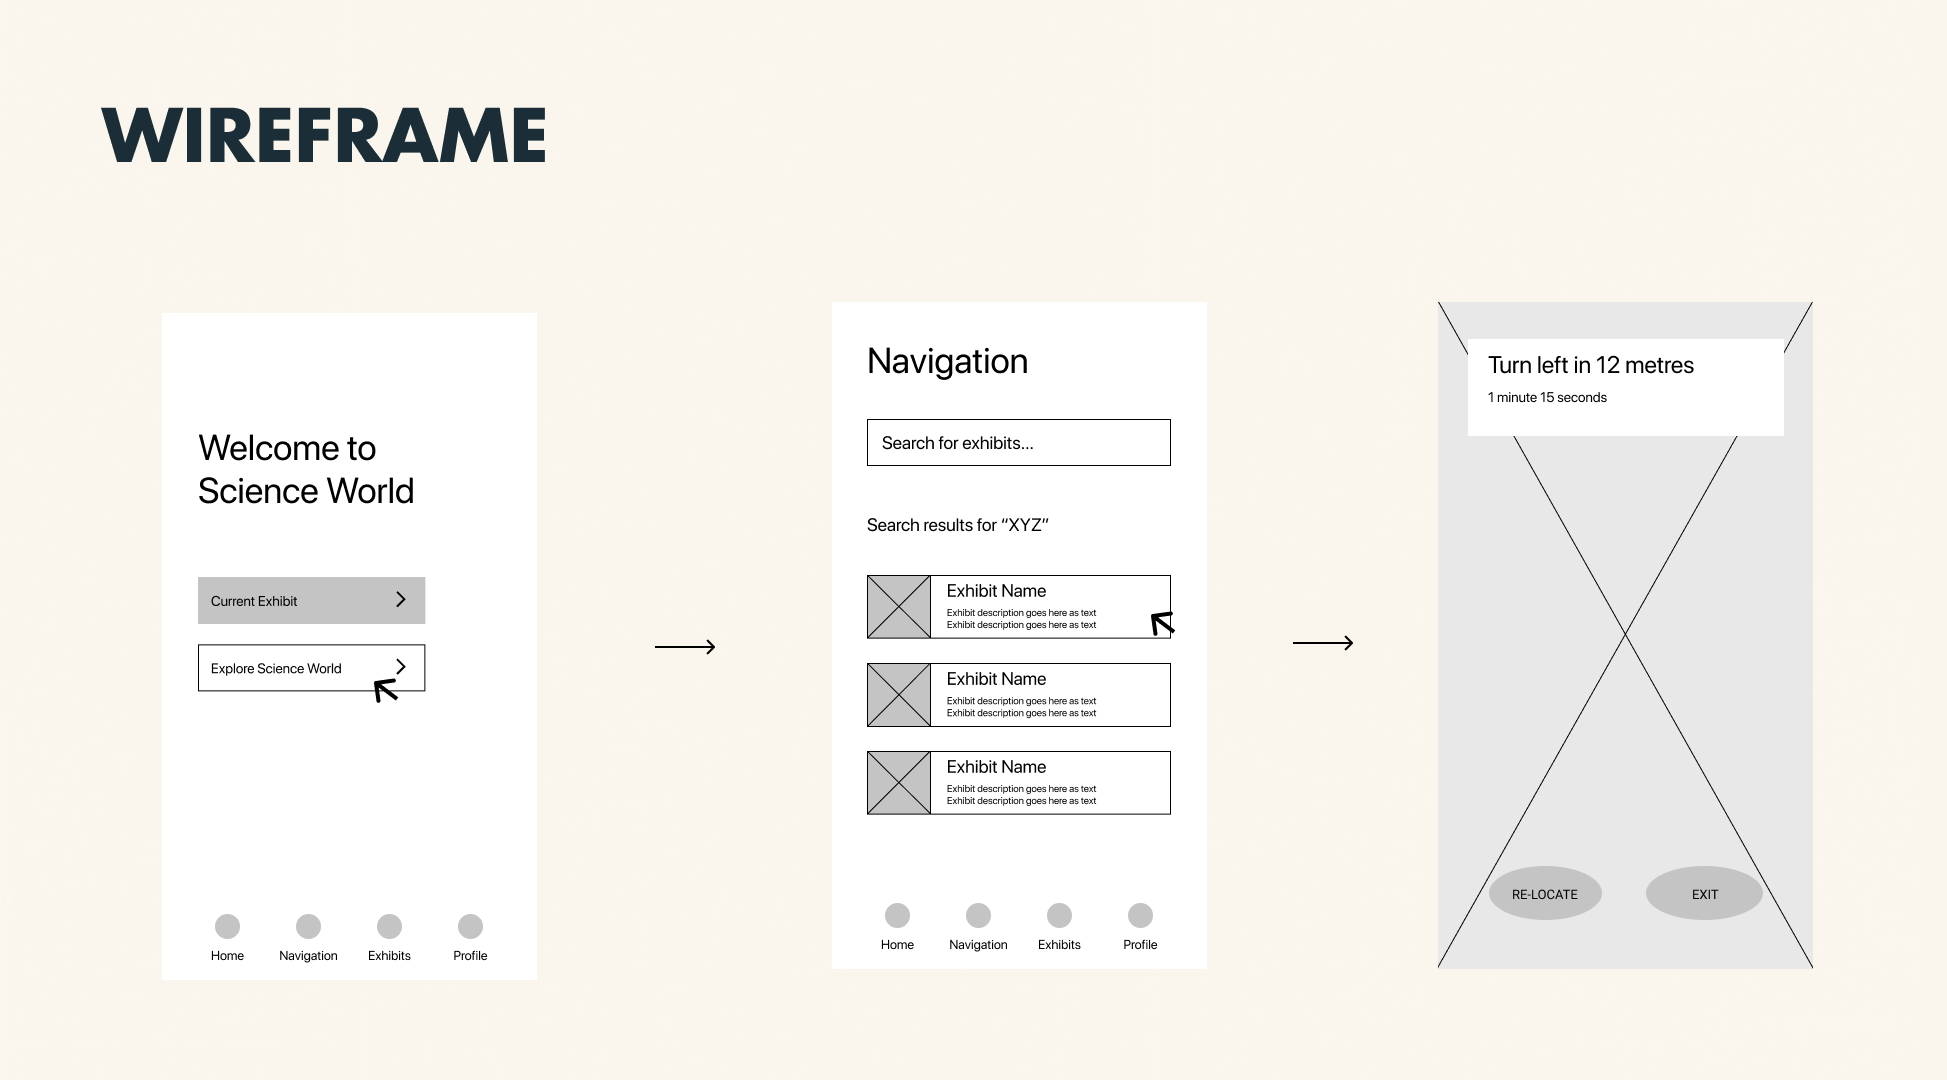 WIREFRAME
Welcome to
Science World
Current Exhibit
Explore Science World
Home
Navigation
Exhibits
Profile
Navigation
Search for exhibits...
Search results for “XYZ”
Exhibit Name
Exhibit description goes here as text
Exhibit description goes here as text
Exhibit Name
Exhibit description goes here as text
Exhibit description goes here as text
Exhibit Name
Exhibit description goes here as text
Exhibit description goes here as text
Home
Navigation
Exhibits
Profile
Turn left in 12 metres
1 minute 15 seconds
RE-LOCATE
EXIT